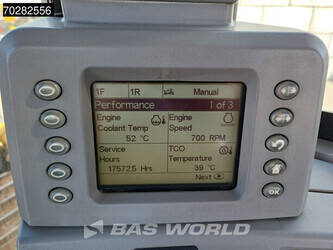 70282556
1F 1R Manual
Performance 1 of 3
Engine Coolant Temp 52 °C
Engine Speed 700 RPM
Service Hours 17572.5 Hrs
TCO Temperature 39 °C
Next
OK
BAS WORLD